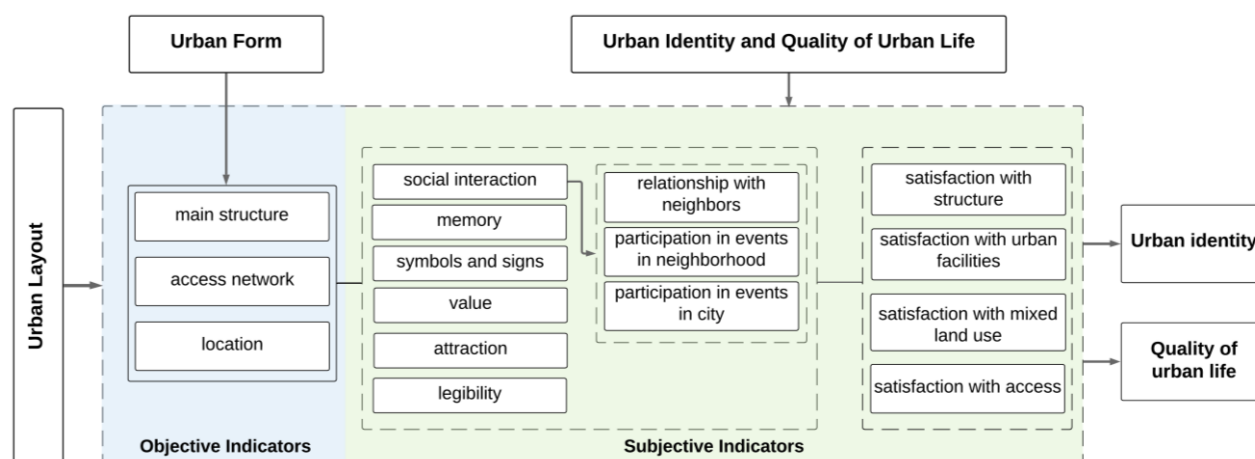 Urban Form
Urban Identity and Quality of Urban Life
Urban Layout
main structure
access network
location
Objective Indicators
social interaction
memory
symbols and signs
value
attraction
legibility
relationship with
neighbors
participation in events
in neighborhood
participation in events
in city
satisfaction with
structure
satisfaction with urban
facilities
satisfaction with mixed
land use
satisfaction with access
Subjective Indicators
Urban identity
Quality of
urban life